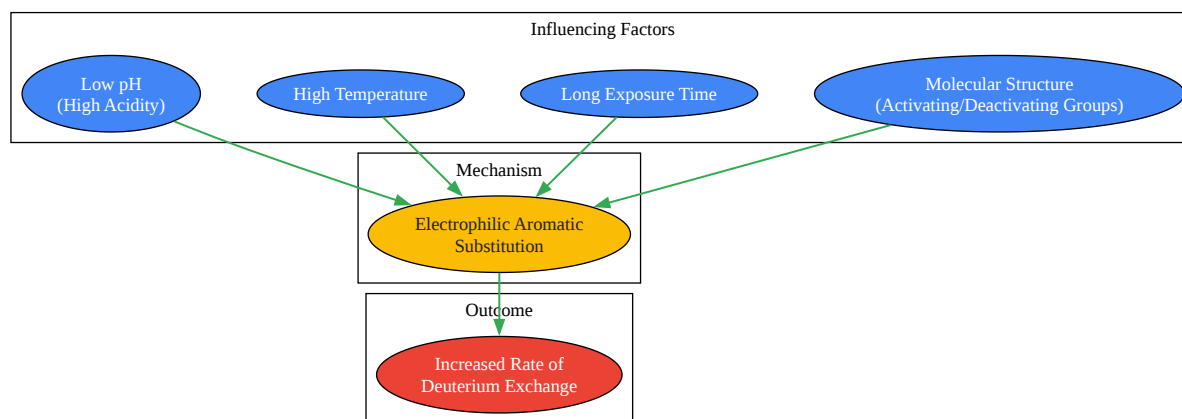 Influencing Factors
Low pH
(High Acidity)
High Temperature
Long Exposure Time
Molecular Structure
(Activating/Deactivating Groups)
Mechanism
Electrophilic Aromatic
Substitution
Outcome
Increased Rate of
Deuterium Exchange